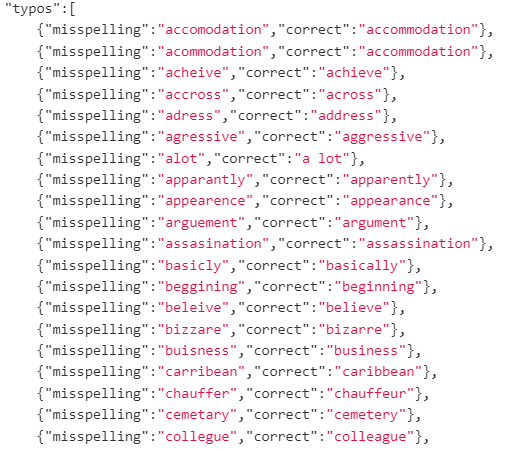 "typos":[
{"misspelling":"accomodation","correct":"accommodation"},
{"misspelling":"acommodation","correct":"accommodation"},
{"misspelling":"acheive","correct":"achieve"},
{"misspelling":"accross","correct":"across"},
{"misspelling":"adress","correct":"address"},
{"misspelling":"agressive","correct":"aggressive"},
{"misspelling":"alot","correct":"a lot"},
{"misspelling":"apparantly","correct":"apparently"},
{"misspelling":"appearence","correct":"appearance"},
{"misspelling":"arguement","correct":"argument"},
{"misspelling":"assasination","correct":"assassination"},
{"misspelling":"basicly","correct":"basically"},
{"misspelling":"beggining","correct":"beginning"},
{"misspelling":"beleive","correct":"believe"},
{"misspelling":"bizzare","correct":"bizarre"},
{"misspelling":"buisness","correct":"business"},
{"misspelling":"carribean","correct":"caribbean"},
{"misspelling":"chauffer","correct":"chauffeur"},
{"misspelling":"cemetary","correct":"cemetery"},
{"misspelling":"collegue","correct":"colleague"},